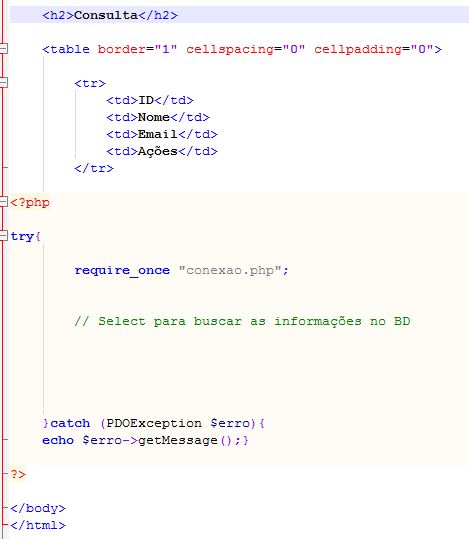 <h2>Consulta</h2>
<table border="1" cellspacing="0" cellpadding="0">
<tr>
<td>ID</td>
<td>Nome</td>
<td>Email</td>
<td>Ações</td>
</tr>
<?php
try{
require_once "conexao.php";
// Select para buscar as informações no BD
}catch (PDOException $erro){
echo $erro->getMessage();}
?>
</body>
</html>